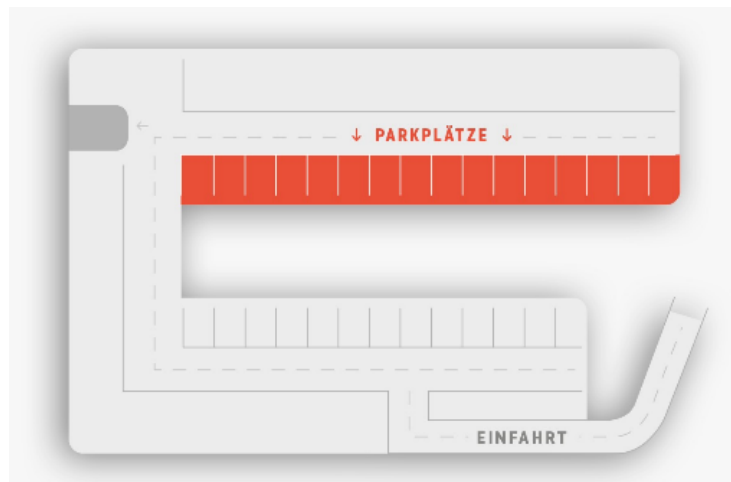 ↓ PARKPLÄTZE ↓
EINFAHRT